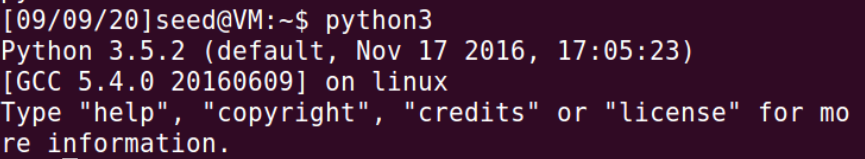 [09/09/20]seed@VM:~$ python3
Python 3.5.2 (default, Nov 17 2016, 17:05:23)
[GCC 5.4.0 20160609] on linux
Type "help", "copyright", "credits" or "license" for mo
re information.